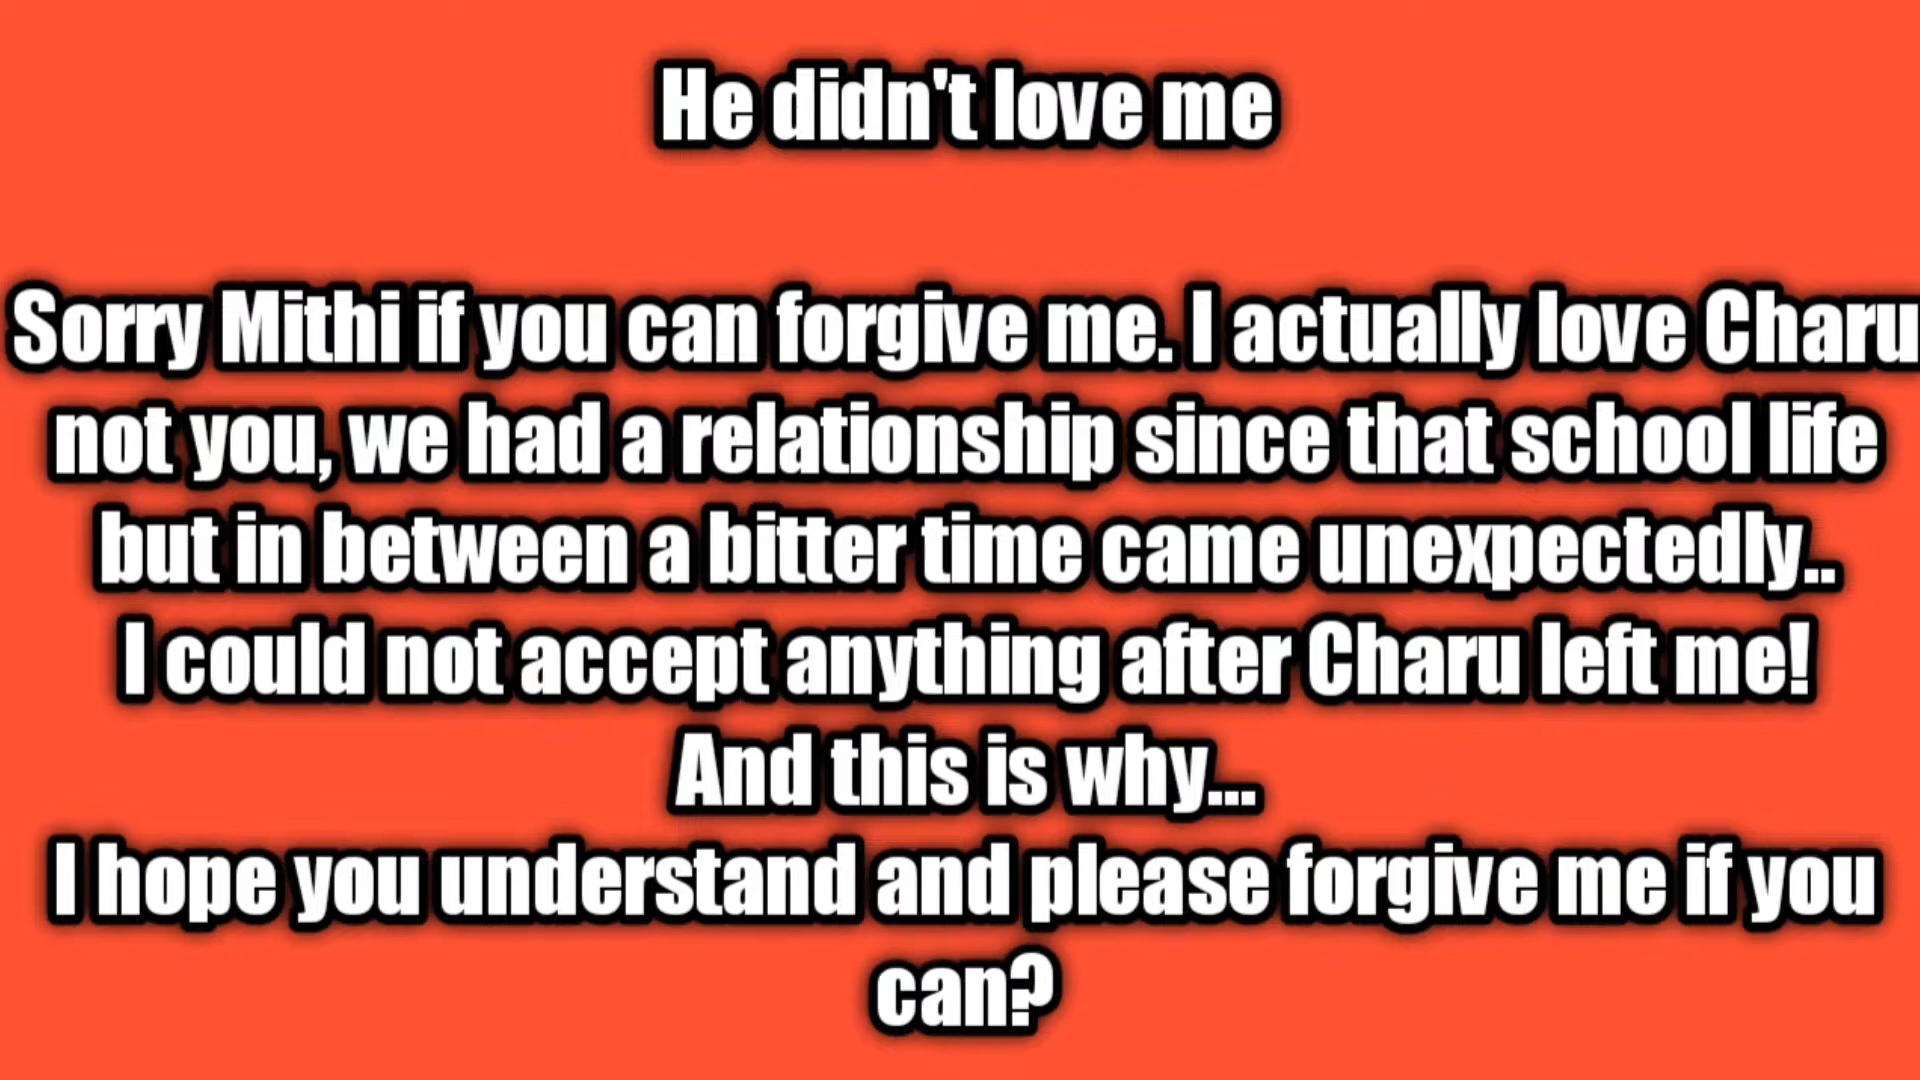 He didn't love me
Sorry Mithi if you can forgive me. I actually love Charu
not you, we had a relationship since that school life
but in between a bitter time came unexpectedly..
I could not accept anything after Charu left me!
And this is why...
I hope you understand and please forgive me if you
can?